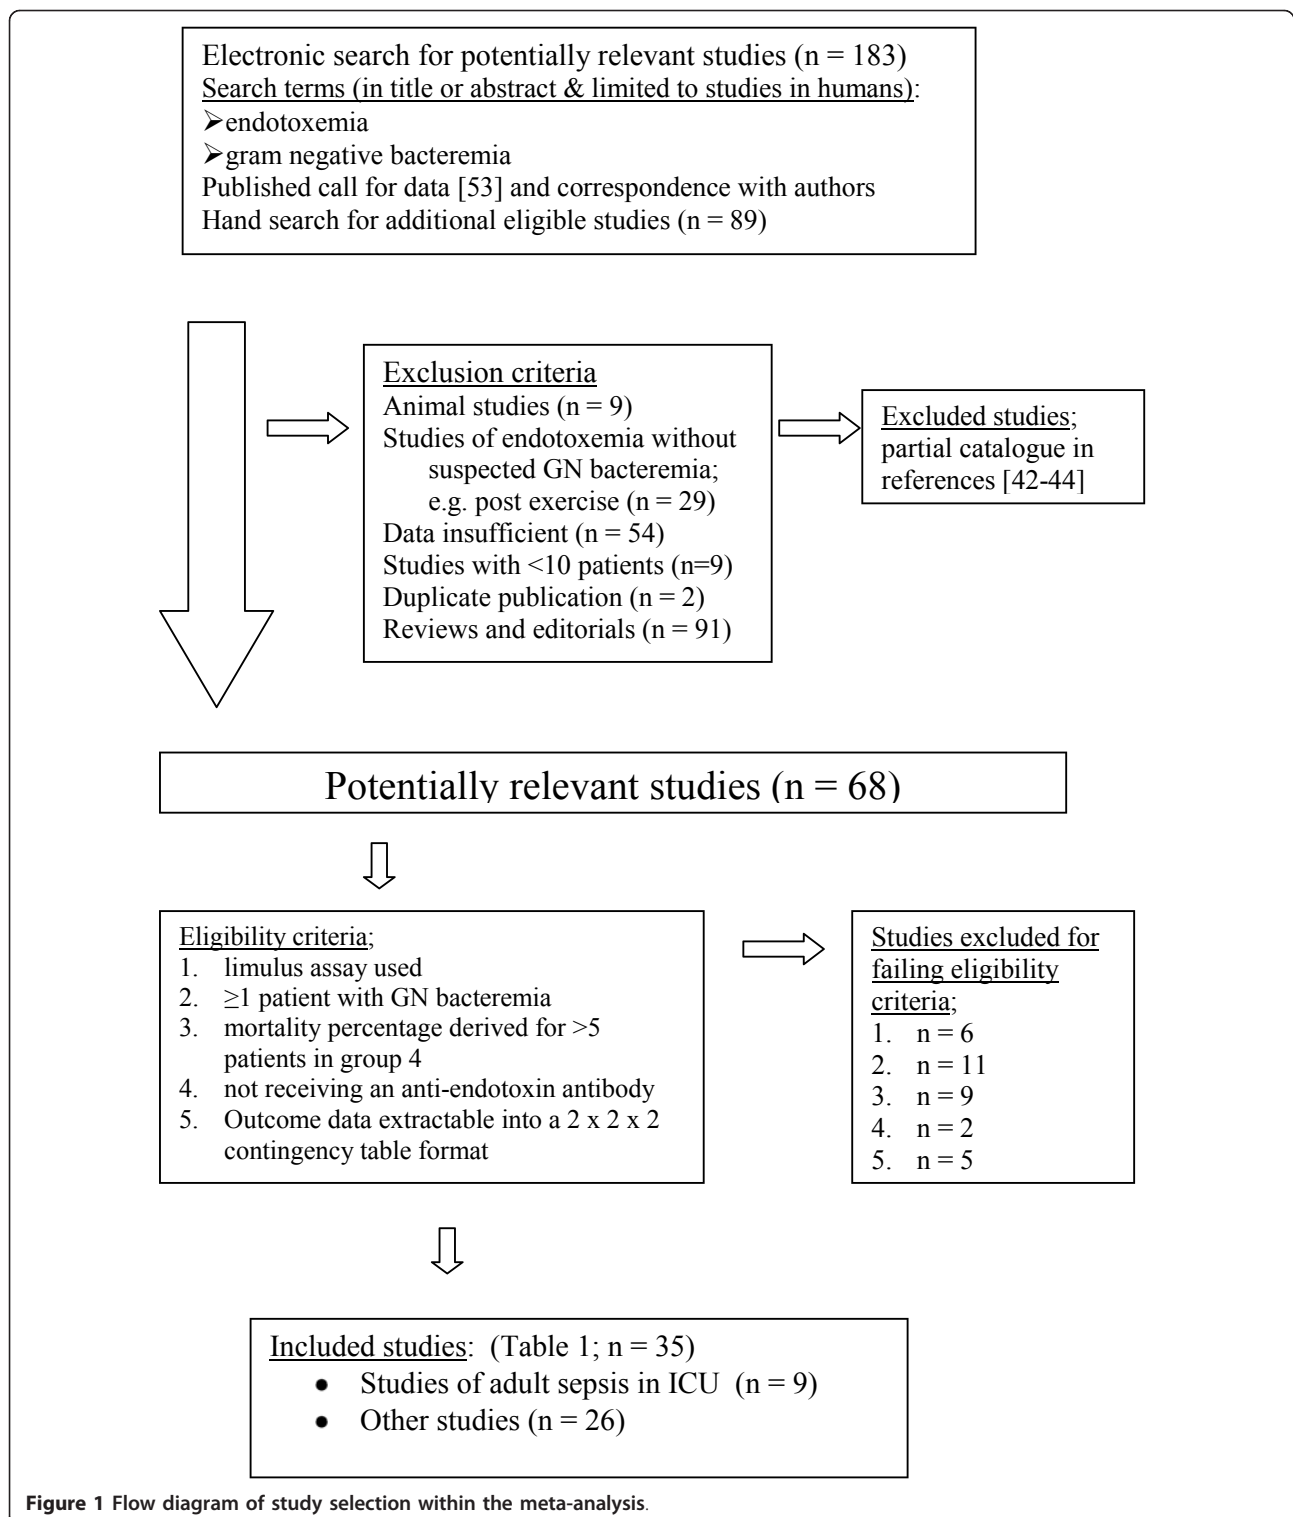 Electronic search for potentially relevant studies (n = 183)
Search terms (in title or abstract & limited to studies in humans):
➢endotoxemia
➢gram negative bacteremia
Published call for data [53] and correspondence with authors
Hand search for additional eligible studies (n = 89)
Exclusion criteria
Animal studies (n = 9)
Studies of endotoxemia without
suspected GN bacteremia;
e.g. post exercise (n = 29)
Data insufficient (n = 54)
Studies with <10 patients (n=9)
Duplicate publication (n = 2)
Reviews and editorials (n = 91)
Excluded studies;
partial catalogue in
references [42-44]
Potentially relevant studies (n = 68)
Eligibility criteria;
1. limulus assay used
2. ≥1 patient with GN bacteremia
3. mortality percentage derived for >5
patients in group 4
4. not receiving an anti-endotoxin antibody
5. Outcome data extractable into a 2 x 2 x 2
contingency table format
Studies excluded for
failing eligibility
criteria;
1. n = 6
2. n = 11
3. n = 9
4. n = 2
5. n = 5
Included studies: (Table 1; n = 35)
• Studies of adult sepsis in ICU (n = 9)
• Other studies (n = 26)
Figure 1 Flow diagram of study selection within the meta-analysis.